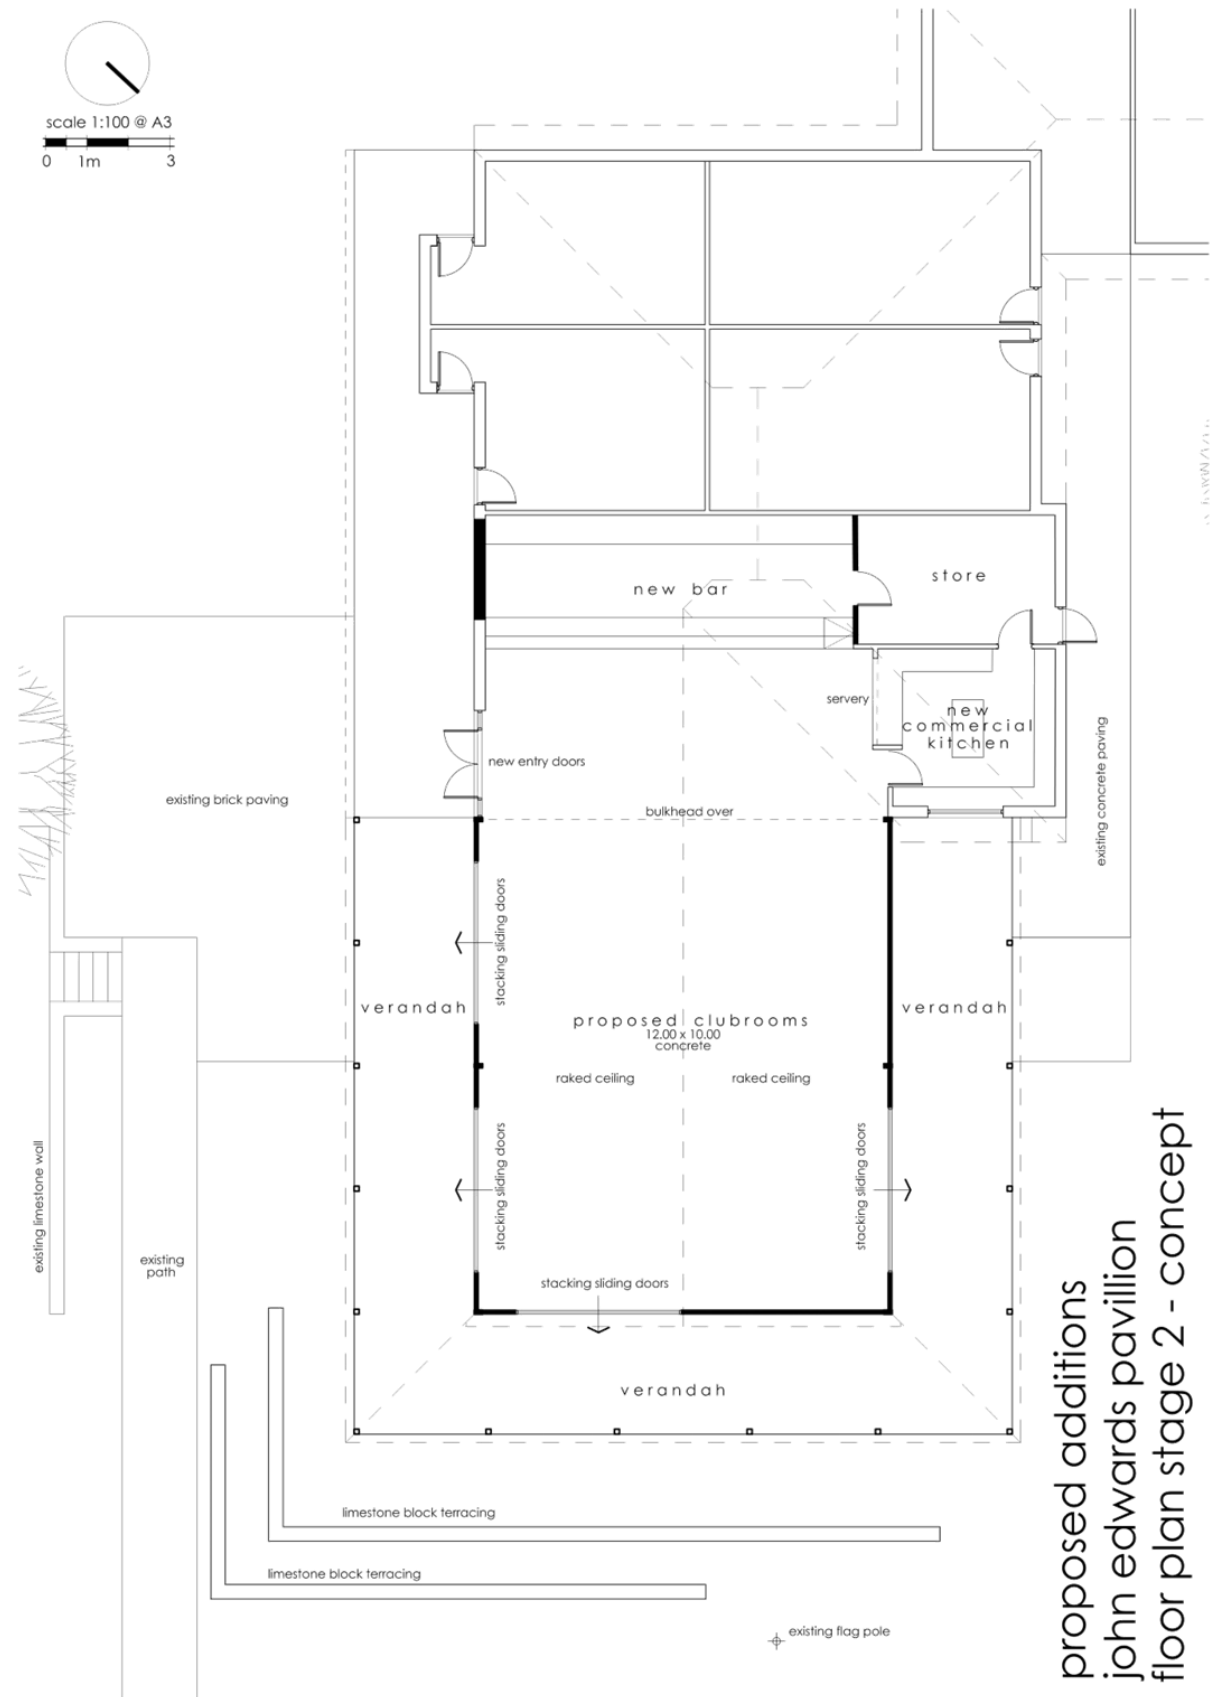 scale 1:100 @ A3
0 1m 3
new bar
store
servery
new
commercial
kitchen
new entry doors
existing brick paving
bulkhead over
existing concrete paving
stacking sliding doors
verandah
proposed clubrooms
12.00 x 10.00
concrete
verandah
raked ceiling
raked ceiling
existing limestone wall
existing
path
stacking sliding doors
stacking sliding doors
stacking sliding doors
verandah
limestone block terracing
limestone block terracing
existing flag pole
proposed additions
john edwards pavillion
floor plan stage 2 - concept